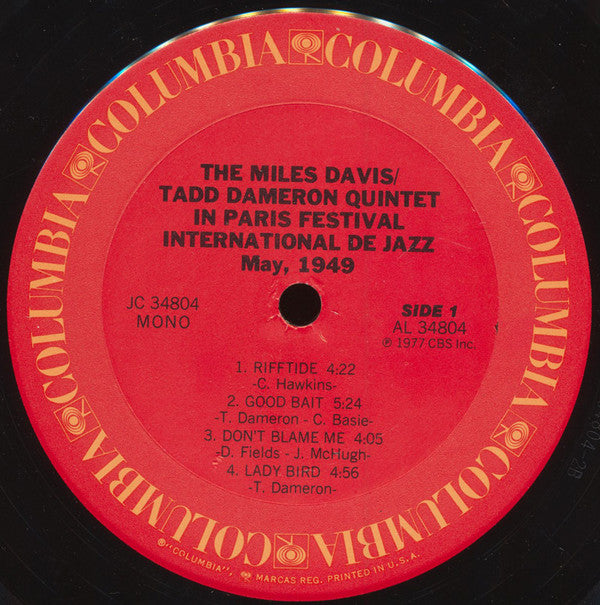 COLUMBIA COLUMBIA COLUMBIA COLUMBIA COLUMBIA COLUMBIA
THE MILES DAVIS/
TADD DAMERON QUINTET
IN PARIS FESTIVAL
INTERNATIONAL DE JAZZ
May, 1949
JC 34804
MONO
SIDE 1
AL 34804
℗ 1977 CBS Inc.
1. RIFFTIDE 4:22
-C. Hawkins-
2. GOOD BAIT 5:24
-T. Dameron - C. Basie-
3. DON'T BLAME ME 4:05
-D. Fields - J. McHugh-
4. LADY BIRD 4:56
-T. Dameron-
®"COLUMBIA", MARCAS REG. PRINTED IN U.S.A.